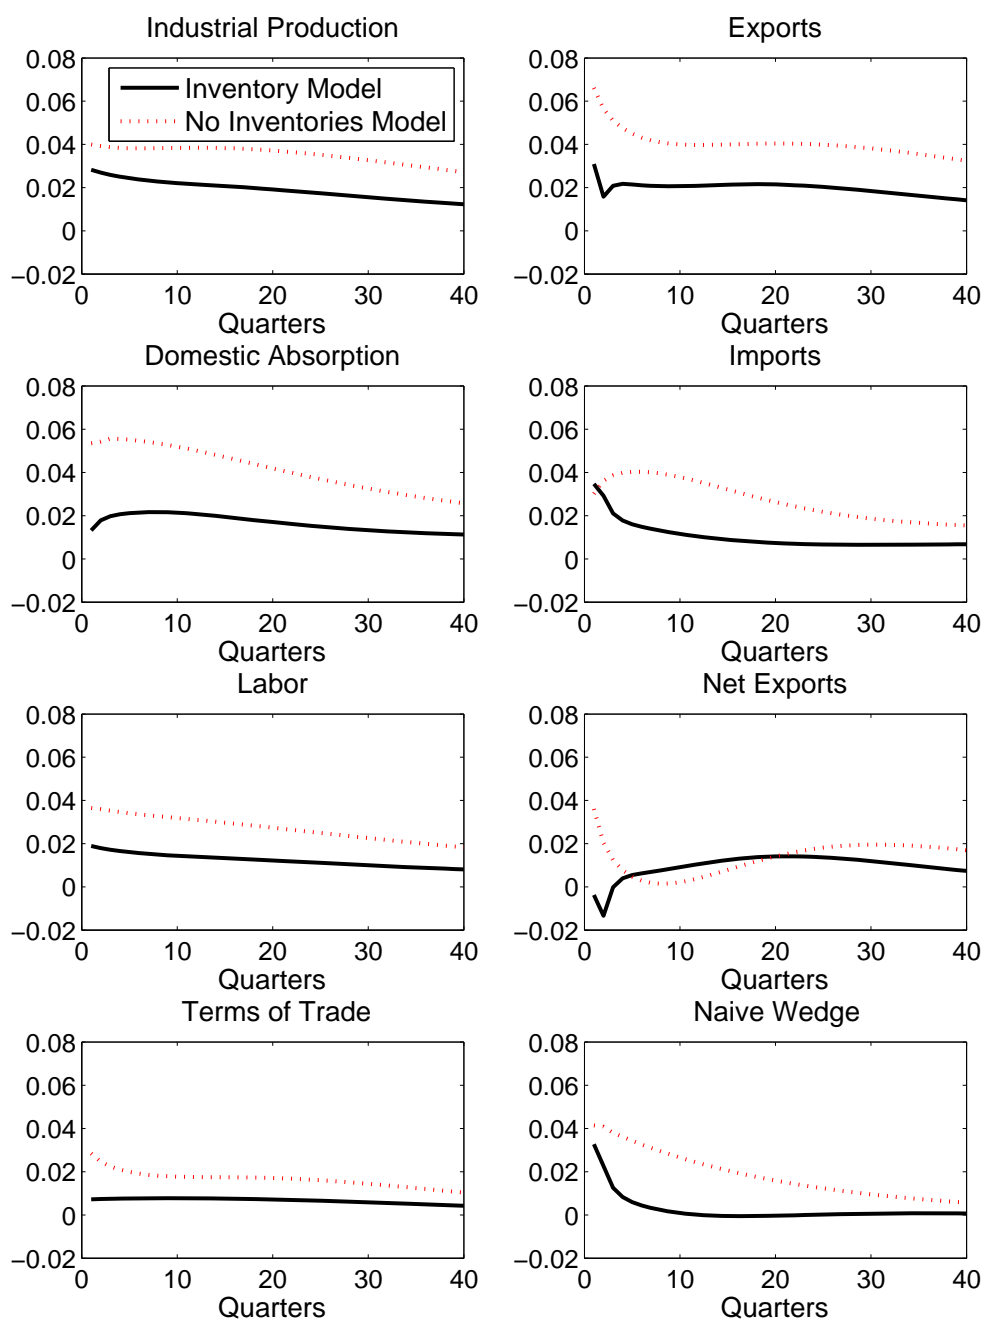 Industrial Production
0.08
0.06
0.04
0.02
0
−0.02
0 10 20 30 40
Quarters
Inventory Model
No Inventories Model
Exports
0.08
0.06
0.04
0.02
0
−0.02
0 10 20 30 40
Quarters
Domestic Absorption
0.08
0.06
0.04
0.02
0
−0.02
0 10 20 30 40
Quarters
Imports
0.08
0.06
0.04
0.02
0
−0.02
0 10 20 30 40
Quarters
Labor
0.08
0.06
0.04
0.02
0
−0.02
0 10 20 30 40
Quarters
Net Exports
0.08
0.06
0.04
0.02
0
−0.02
0 10 20 30 40
Quarters
Terms of Trade
0.08
0.06
0.04
0.02
0
−0.02
0 10 20 30 40
Quarters
Naive Wedge
0.08
0.06
0.04
0.02
0
−0.02
0 10 20 30 40
Quarters